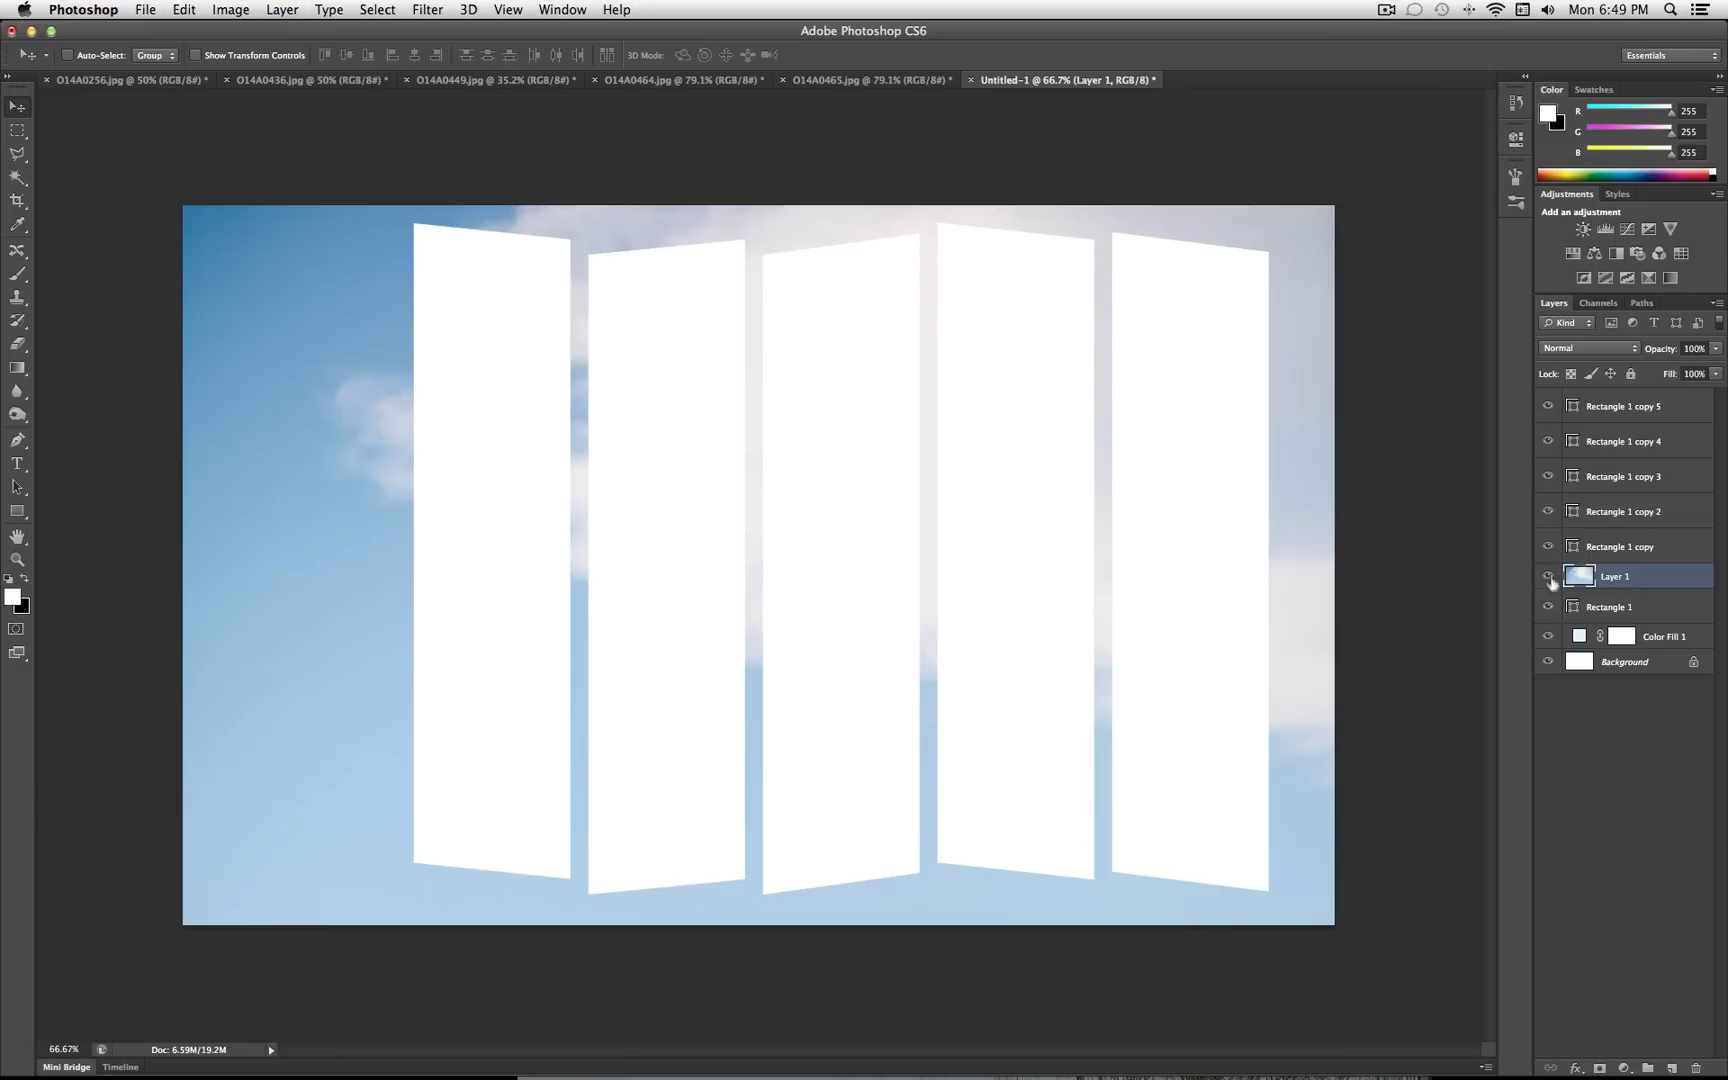 Photoshop File Edit Image Layer Type Select Filter 3D View Window Help Mon 6:49 PM
Adobe Photoshop CS6
Auto-Select: Group Show Transform Controls 3D Mode: Essentials
O14A0256.jpg @ 50% (RGB/8#) * O14A0436.jpg @ 50% (RGB/8#) * O14A0449.jpg @ 35.2% (RGB/8#) * O14A0464.jpg @ 79.1% (RGB/8#) * O14A0465.jpg @ 79.1% (RGB/8#) * Untitled-1 @ 66.7% (Layer 1, RGB/8) *
Color Swatches
R 255
G 255
B 255
Adjustments Styles
Add an adjustment
Layers Channels Paths
Kind
Normal Opacity: 100%
Lock: Fill: 100%
Rectangle 1 copy 5
Rectangle 1 copy 4
Rectangle 1 copy 3
Rectangle 1 copy 2
Rectangle 1 copy
Layer 1
Rectangle 1
Color Fill 1
Background
66.67% Doc: 6.59M/19.2M
Mini Bridge Timeline